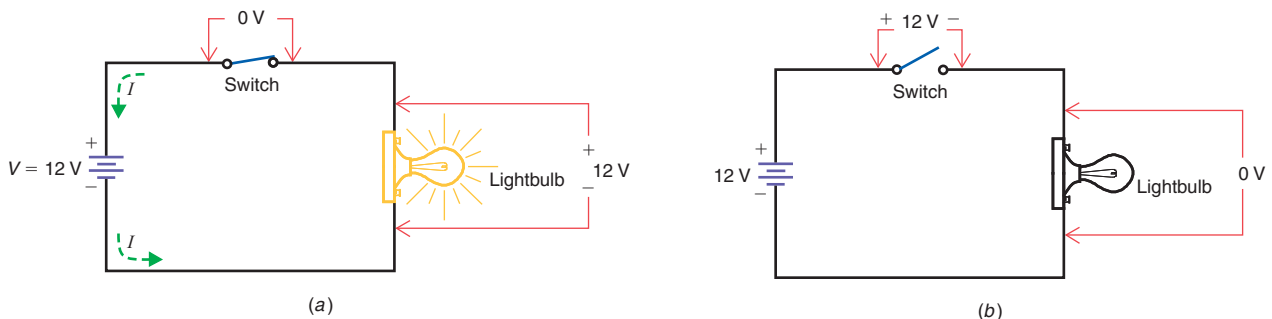 0 V
Switch
I
+
V = 12 V
−
I
+
12 V
−
Lightbulb
(a)
+ 12 V −
Switch
+
12 V
−
Lightbulb
0 V
(b)